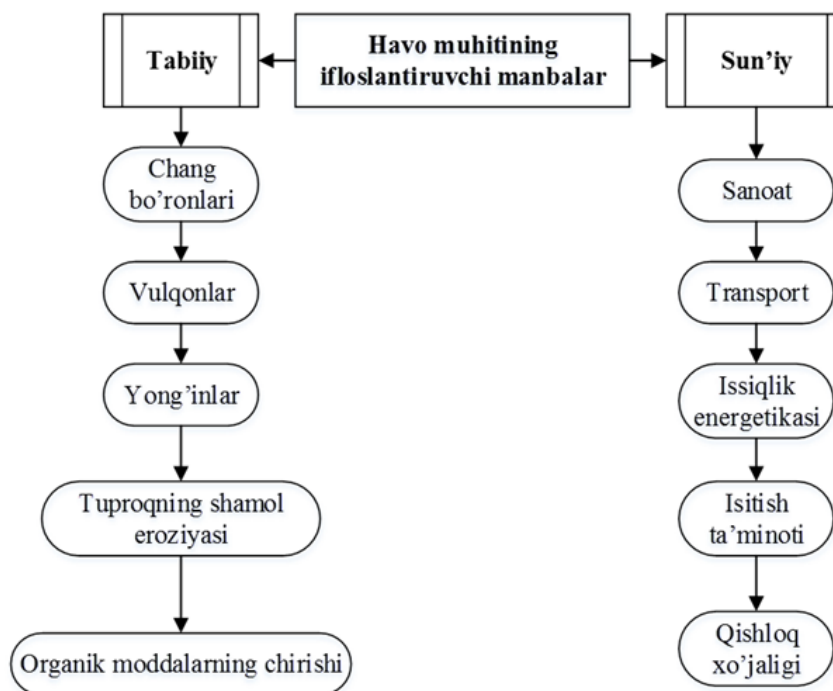 Havo muhitining
ifloslantiruvchi manbalar
Tabiiy
Chang
bo’ronlari
Vulqonlar
Yong’inlar
Tuproqning shamol
eroziyasi
Organik moddalarning chirishi
Sun’iy
Sanoat
Transport
Issiqlik
energetikasi
Isitish
ta’minoti
Qishloq
xo’jaligi